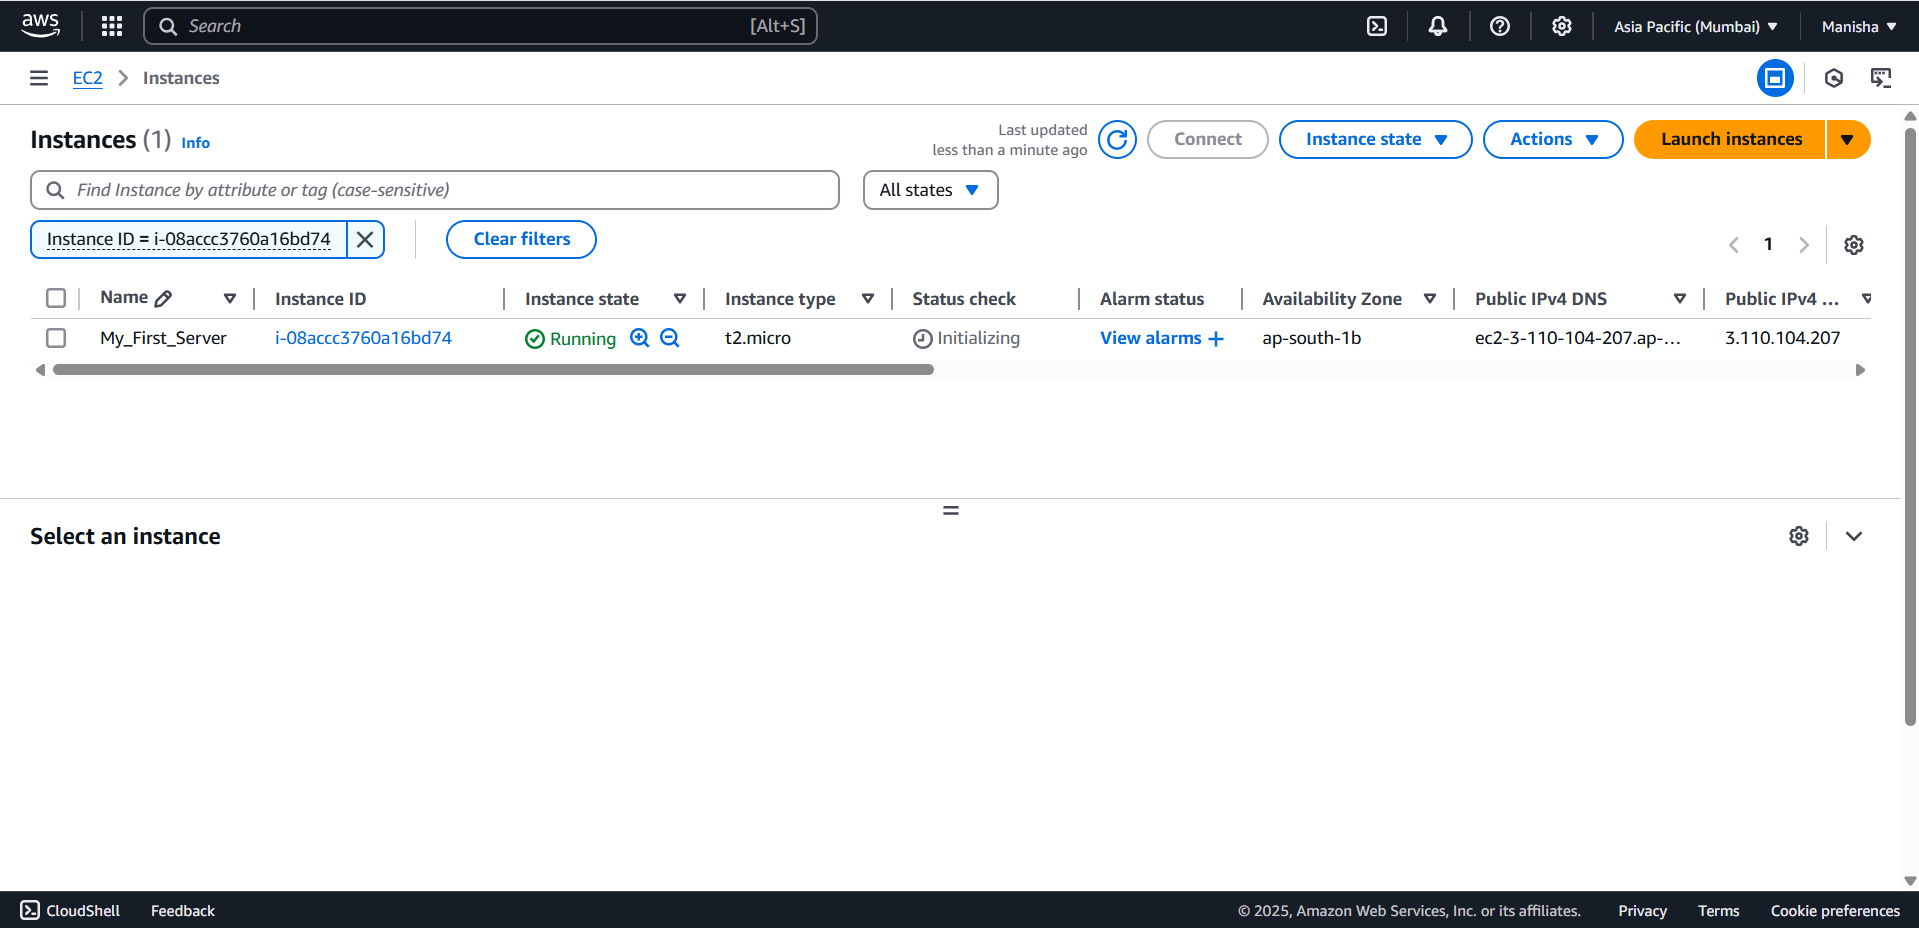 aws Search [Alt+S] Asia Pacific (Mumbai) Manisha
EC2 Instances
Instances (1) Info
Last updated
less than a minute ago
Connect Instance state Actions Launch instances
Find Instance by attribute or tag (case-sensitive) All states
Instance ID = i-08accc3760a16bd74 Clear filters 1
Name Instance ID Instance state Instance type Status check Alarm status Availability Zone Public IPv4 DNS Public IPv4 ...
My_First_Server i-08accc3760a16bd74 Running t2.micro Initializing View alarms + ap-south-1b ec2-3-110-104-207.ap-... 3.110.104.207
Select an instance
CloudShell Feedback © 2025, Amazon Web Services, Inc. or its affiliates. Privacy Terms Cookie preferences